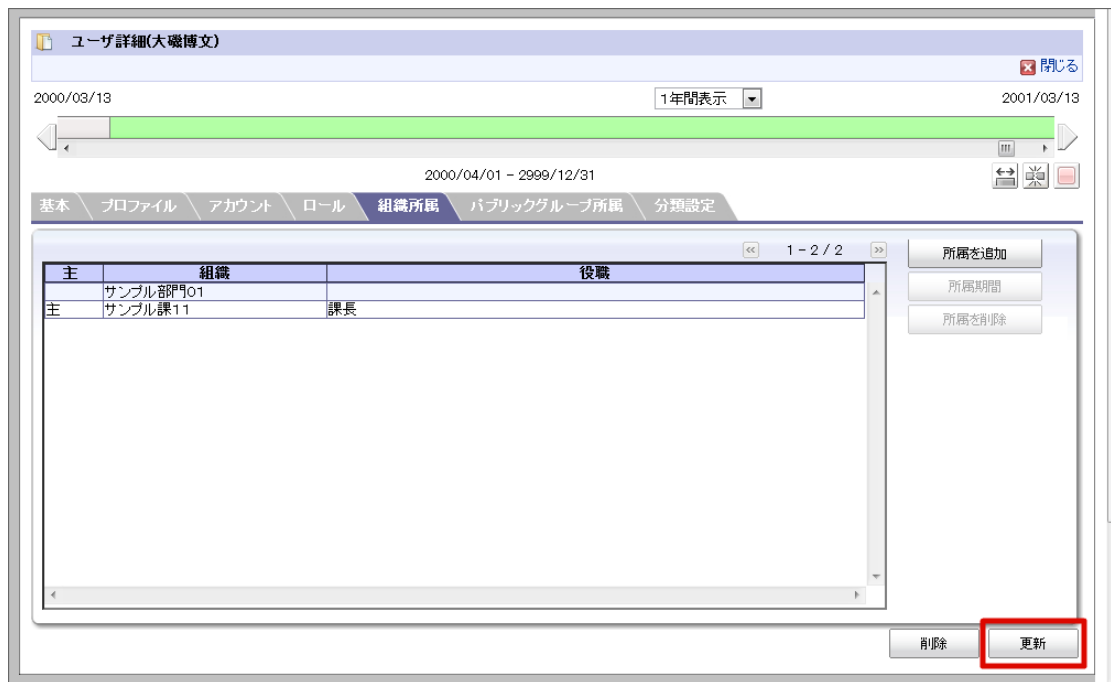 ユーザ詳細(大磯博文)
閉じる
2000/03/13 1年間表示 2001/03/13
2000/04/01 - 2999/12/31
基本 プロファイル アカウント ロール 組織所属 パブリックグループ所属 分類設定
1 - 2 / 2 所属を追加
主 組織 役職
サンプル部門01 所属期間
主 サンプル課11 課長 所属を削除
削除 更新